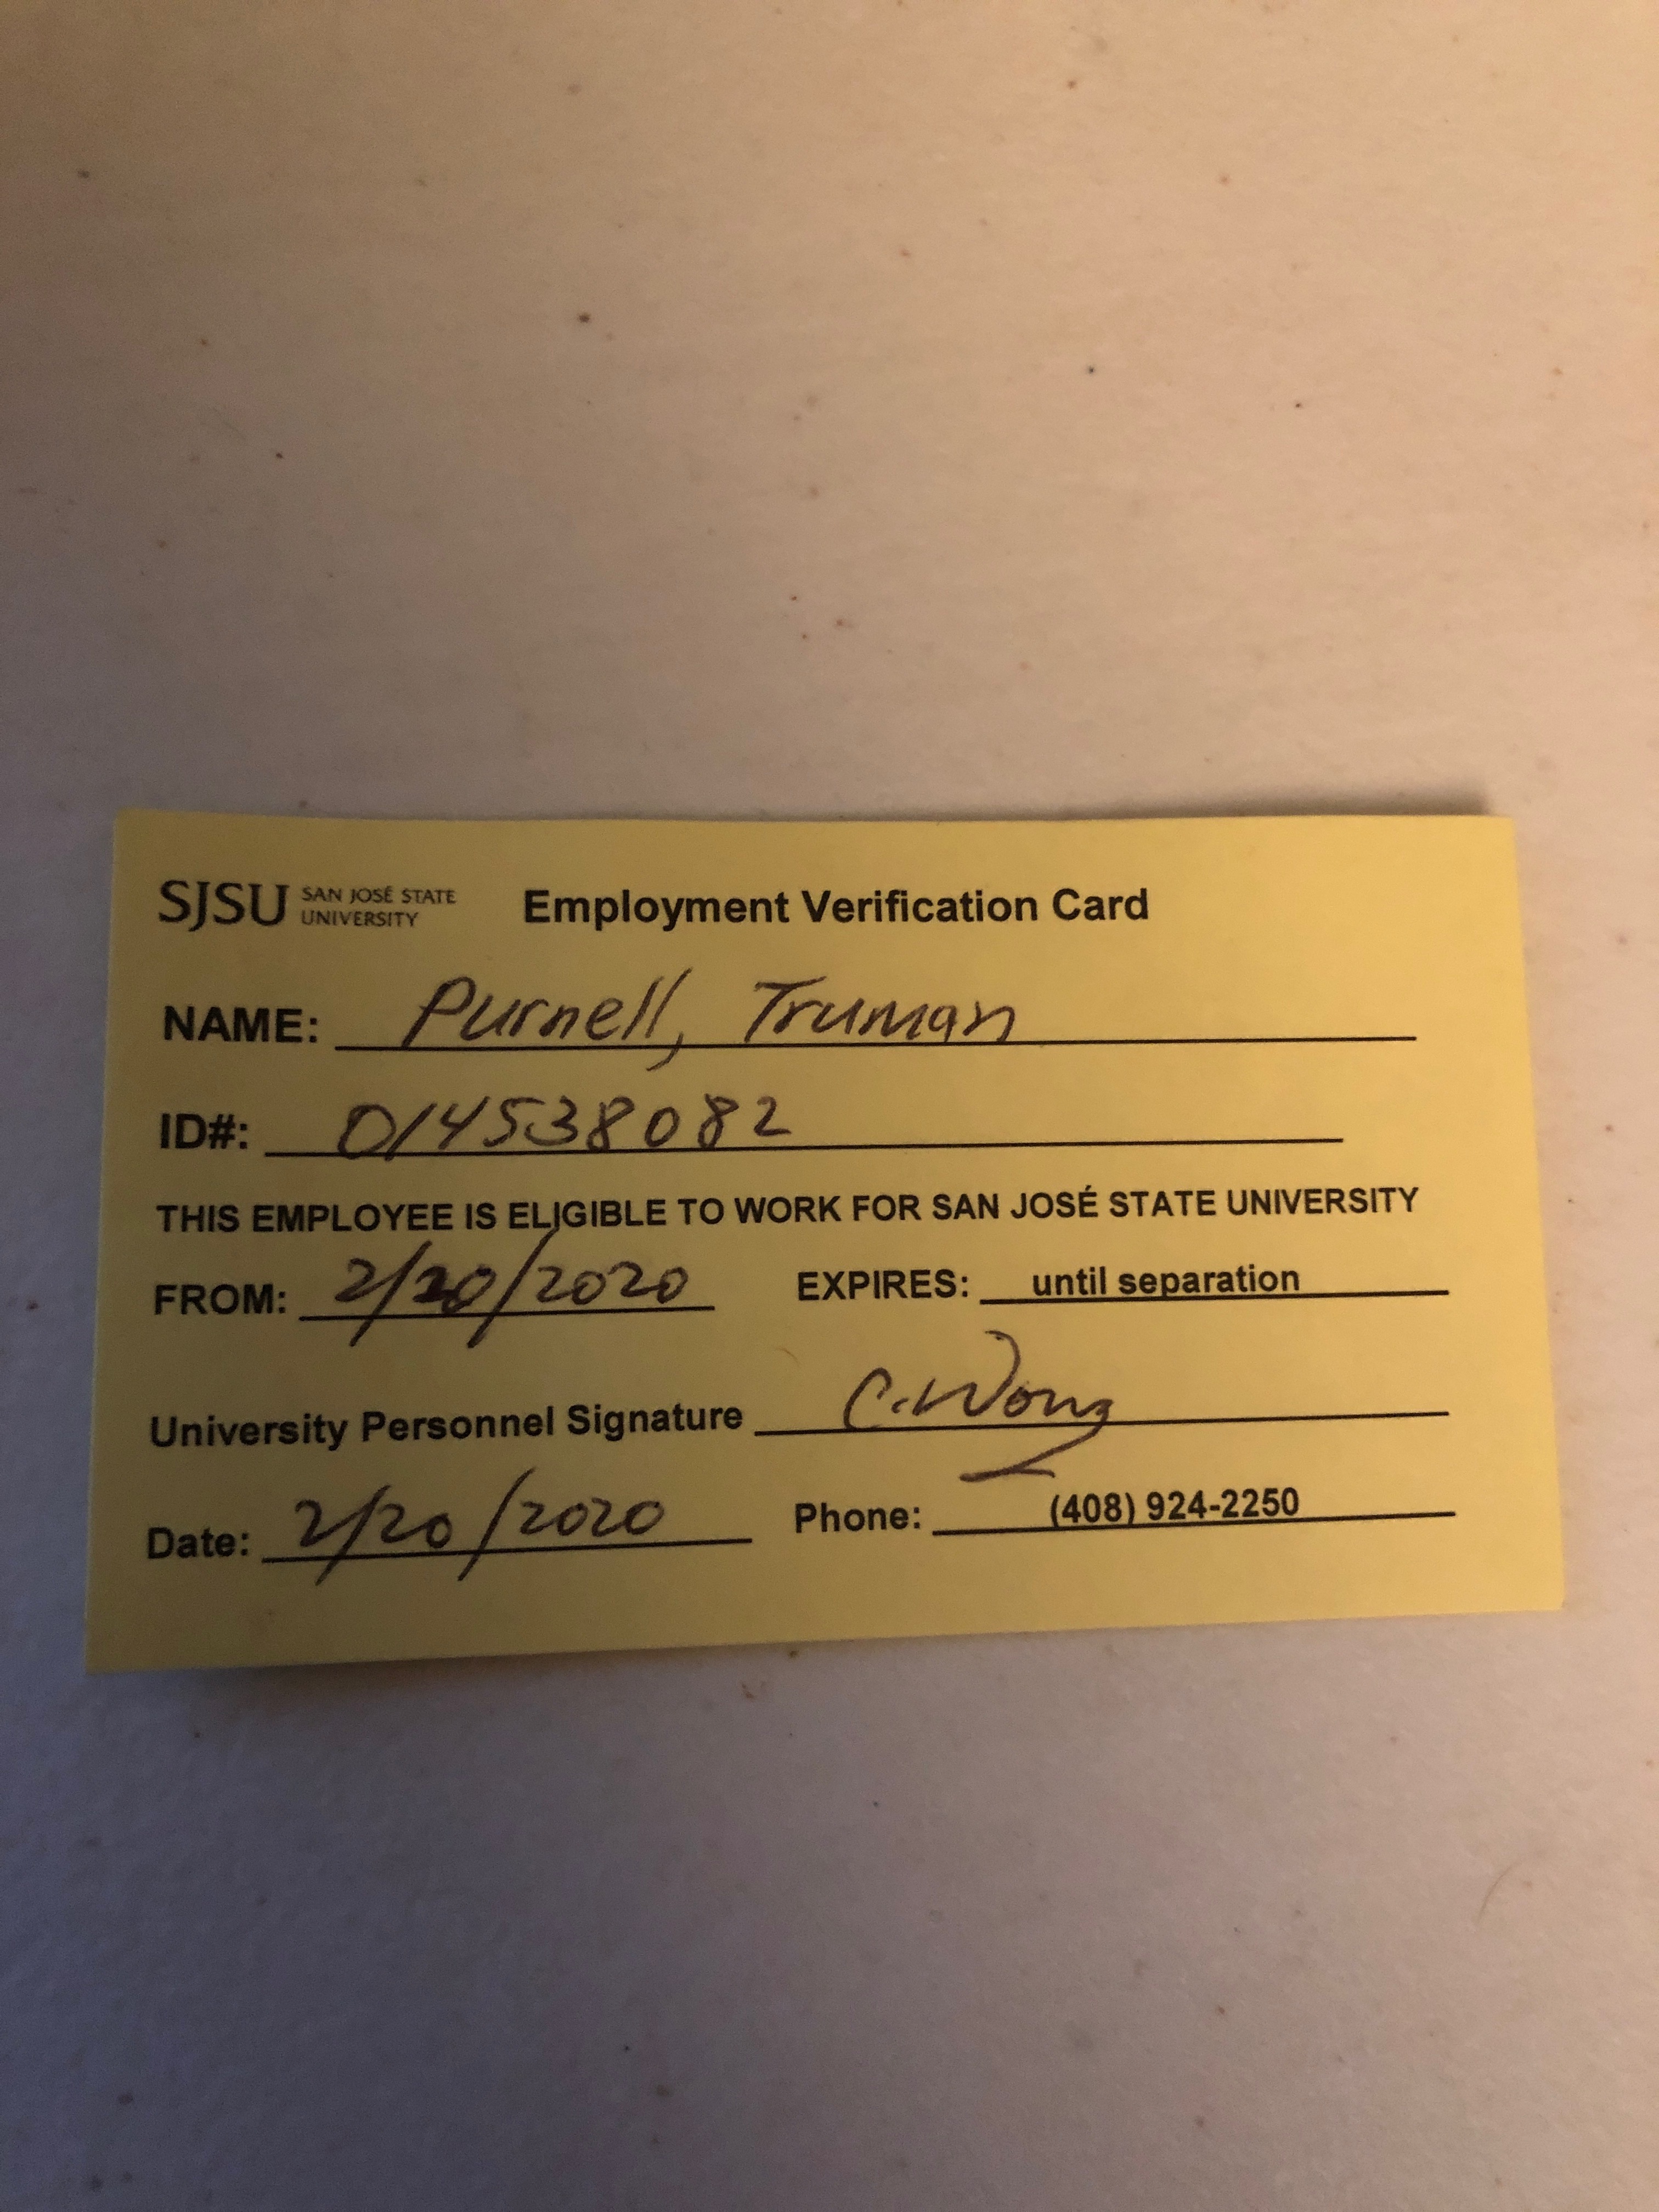 SJSU SAN JOSÉ STATE UNIVERSITY Employment Verification Card
NAME: Purnell, Truman
ID#: 014538082
THIS EMPLOYEE IS ELIGIBLE TO WORK FOR SAN JOSÉ STATE UNIVERSITY
FROM: 2/20/2020 EXPIRES: until separation
University Personnel Signature C. Wong
Date: 2/20/2020 Phone: (408) 924-2250